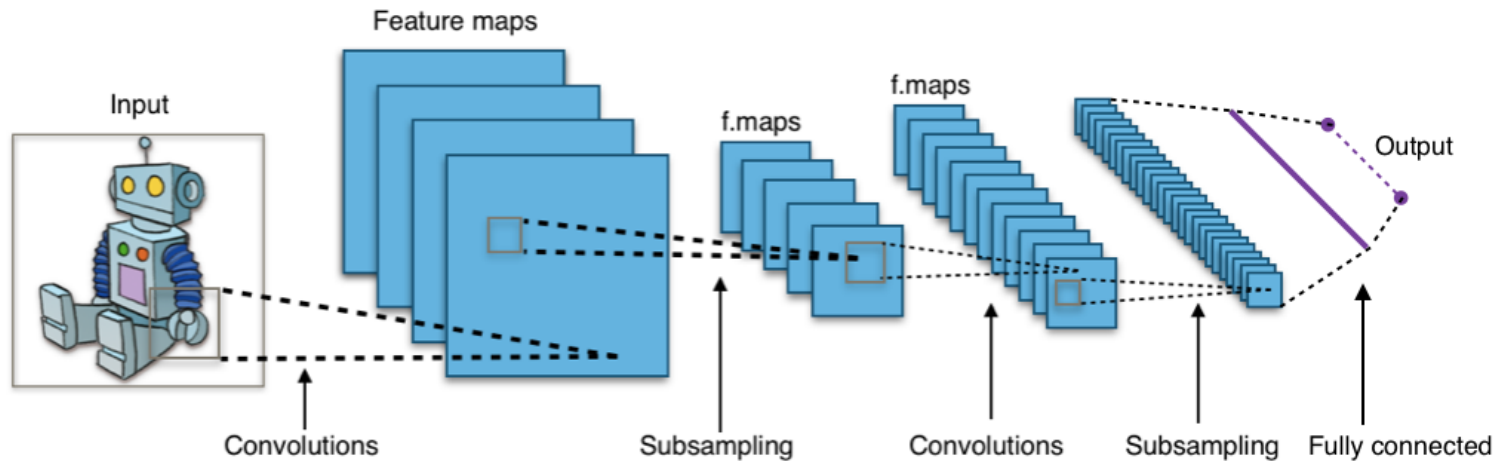 Feature maps
f.maps
Input
f.maps
Output
Convolutions
Subsampling
Convolutions
Subsampling
Fully connected